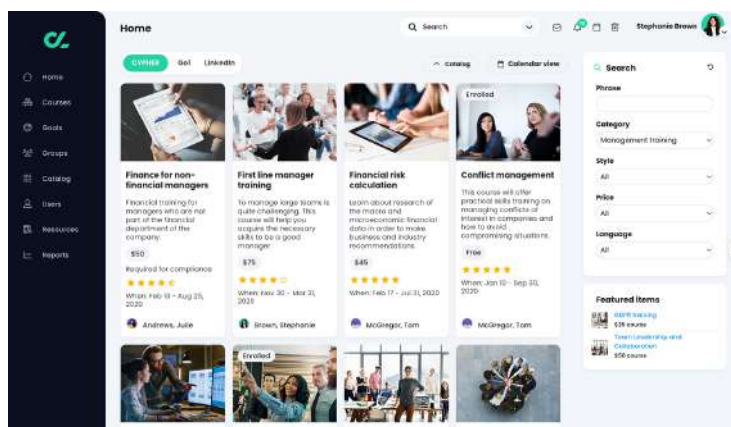 Home
Search
Stephanie Brown
CYPHER
Go1
LinkedIn
Catalog
Calendar view
Home
Courses
Goals
Groups
Catalog
Users
Resources
Reports
Finance for non-
financial managers
Financial training for
managers who are not
part of the financial
department of the
company.
$50
Required for compliance
When: Feb 18 - Aug 25,
2020
Andrews, Julie
First line manager
training
To manage large teams is
quite challenging. This
course will help you
acquire the necessary
skills to be a good
manager
$75
When: Nov 30 - Mar 31,
2020
Brown, Stephanie
Financial risk
calculation
Learn about research of
the macro and
microeconomic financial
data in order to make
business and industry
recommendations.
$45
When: Feb 17 - Jul 31, 2020
McGregor, Tom
Enrolled
Conflict management
This course will offer
practical skills training on
managing conflicts of
interest in companies and
how to avoid
compromising situations.
Free
When: Jan 10 - Sep 30,
2020
McGregor, Tom
Enrolled
Search
Phrase
Category
Management training
Style
All
Price
All
Language
All
Featured items
GDPR training
course
Team Leadership and
Collaboration
$50 course